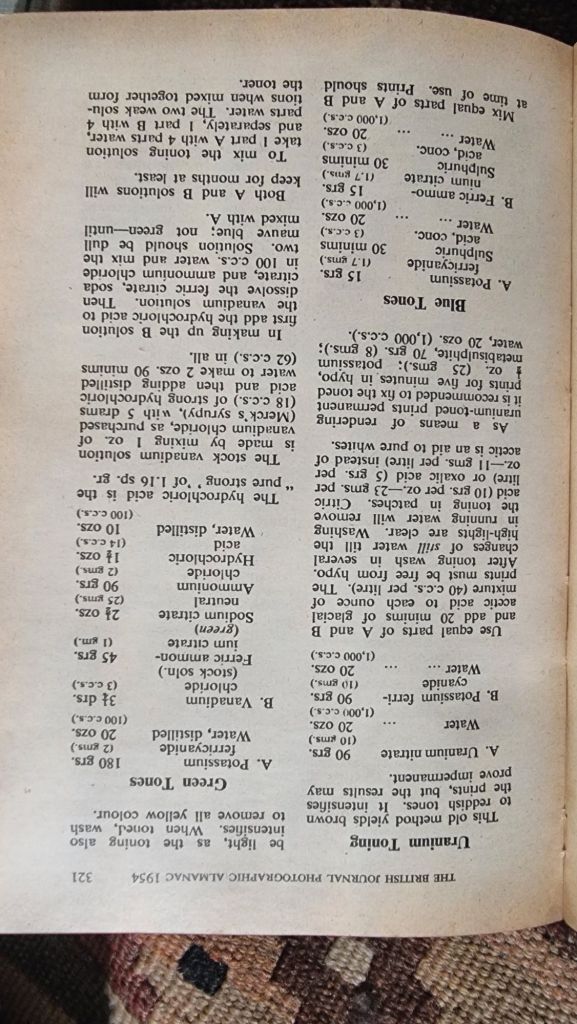 THE BRITISH JOURNAL PHOTOGRAPHIC ALMANAC 1954 321
Uranium Toning
This old method yields brown
to reddish tones. It intensifies
the prints, but the results may
prove impermanent.
A. Uranium nitrate 90 grs.
(10 gms.)
Water ... 20 ozs.
(1,000 c.c.s.)
B. Potassium ferri-
cyanide 90 grs.
(10 gms.)
Water ... ... 20 ozs.
(1,000 c.c.s.)
Use equal parts of A and B
and add 20 minims of glacial
acetic acid to each ounce of
mixture (40 c.c.s. per litre). The
prints must be free from hypo.
After toning wash in several
changes of still water till the
high-lights are clear. Washing
in running water will remove
the toning in patches. Citric
acid (10 grs. per oz.—23 gms. per
litre) or oxalic acid (5 grs. per
oz.—11 gms. per litre) instead of
acetic is an aid to pure whites.
As a means of rendering
uranium-toned prints permanent
it is recommended to fix the toned
prints for five minutes in hypo,
oz. (25 gms.); potassium
metabisulphite, 70 grs. (8 gms.);
water, 20 ozs. (1,000 c.c.s.).
Blue Tones
A. Potassium
ferricyanide 15 grs.
(1.7 gms.)
Sulphuric
acid, conc. 30 minims
(3 c.c.s.)
Water ... ... 20 ozs.
(1,000 c.c.s.)
B. Ferric ammo-
nium citrate 15 grs.
(1.7 gms.)
Sulphuric
acid, conc. 30 minims
(3 c.c.s.)
Water ... ... 20 ozs.
(1,000 c.c.s.)
Mix equal parts of A and B
at time of use. Prints should
be light, as the toning also
intensifies. When toned, wash
to remove all yellow colour.
Green Tones
A. Potassium
ferricyanide 180 grs.
(2 gms.)
Water, distilled 20 ozs.
(100 c.c.s.)
B. Vanadium
chloride 3¼ drs.
(stock soln.) (3 c.c.s.)
Ferric ammon-
ium citrate 45 grs.
(green) (1 gm.)
Sodium citrate 2½ ozs.
neutral (25 gms.)
Ammonium
chloride 90 grs.
(2 gms.)
Hydrochloric
acid 1½ ozs.
(14 c.c.s.)
Water, distilled 10 ozs.
(100 c.c.s.)
The hydrochloric acid is the
" pure strong " of 1.16 sp. gr.
The stock vanadium solution
is made by mixing 1 oz. of
vanadium chloride, as purchased
(Merck's syrupy), with 5 drams
(18 c.c.s.) of strong hydrochloric
acid and then adding distilled
water to make 2 ozs. 90 minims
(62 c.c.s.) in all.
In making up the B solution
first add the hydrochloric acid to
the vanadium solution. Then
dissolve the ferric citrate, soda
citrate, and ammonium chloride
in 100 c.c.s. water and mix the
two. Solution should be dull
mauve blue; not green—until
mixed with A.
Both A and B solutions will
keep for months at least.
To mix the toning solution
take 1 part A with 4 parts water,
and separately, 1 part B with 4
parts water. The two weak solu-
tions when mixed together form
the toner.